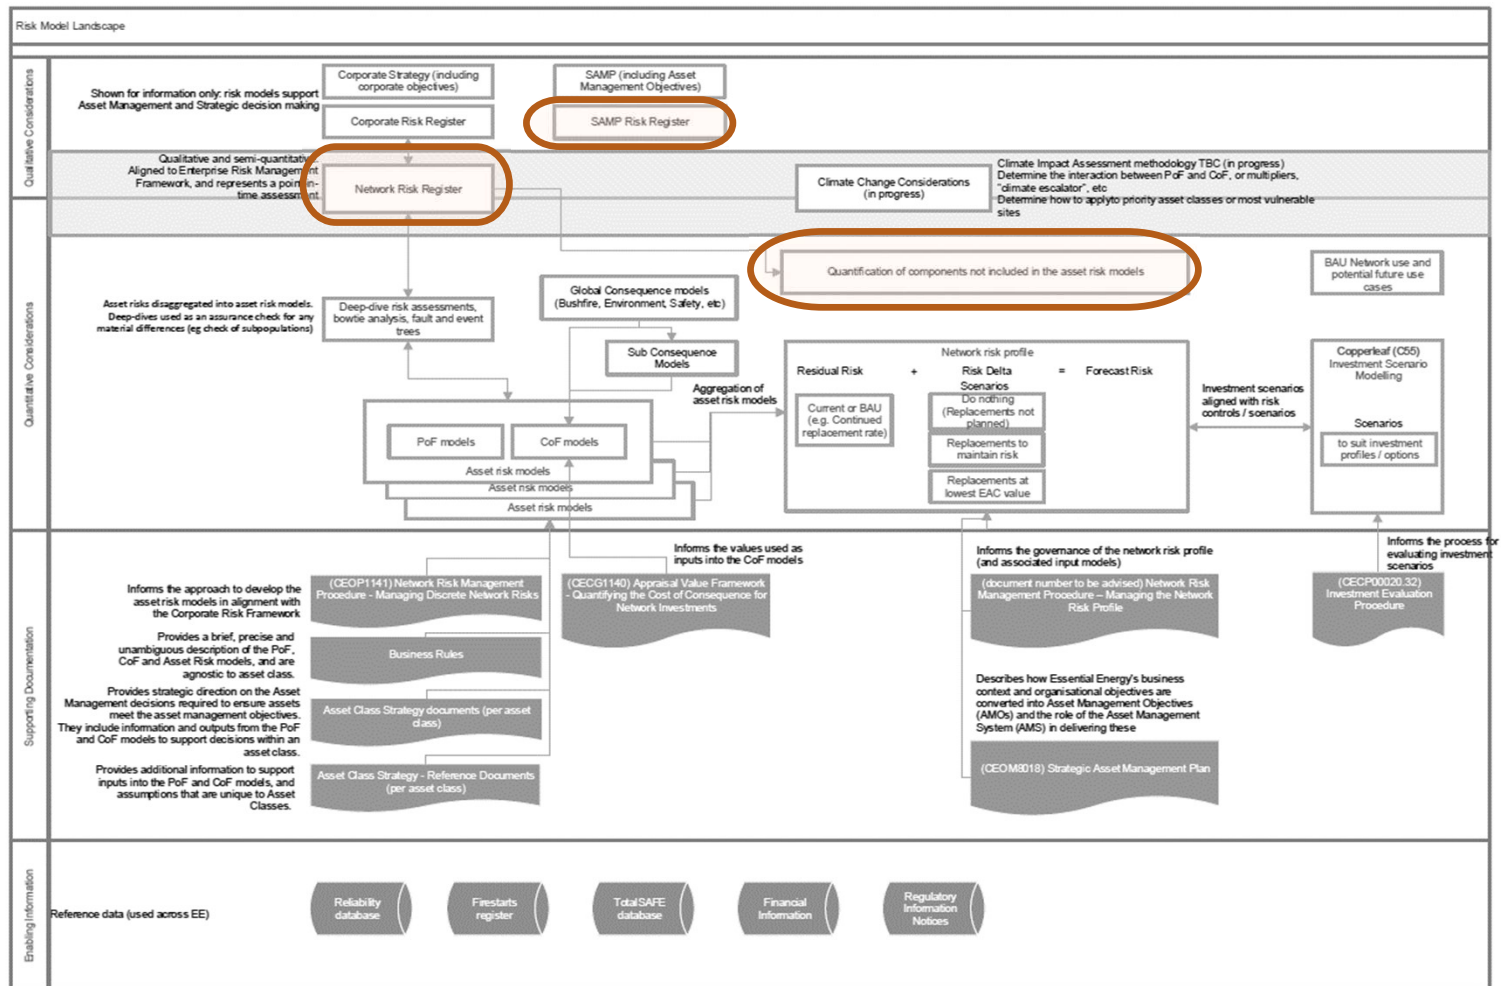 Risk Model Landscape
Qualitative Considerations
Shown for information only: risk models support
Asset Management and Strategic decision making
Corporate Strategy (including
corporate objectives)
Corporate Risk Register
SAMP (including Asset
Management Objectives)
SAMP Risk Register
Qualitative and semi-quantitative.
Aligned to Enterprise Risk Management
Framework, and represents a point-in-
time assessment
Network Risk Register
Climate Change Considerations
(in progress)
Climate Impact Assessment methodology TBC (in progress)
Determine the interaction between PoF and CoF, or multipliers,
"climate escalator", etc
Determine how to applyto priority asset classes or most vulnerable
sites
Quantitative Considerations
Quantification of components not included in the asset risk models
BAU Network use and
potential future use
cases
Asset risks disaggregated into asset risk models.
Deep-dives used as an assurance check for any
material differences (eg check of subpopulations)
Deep-dive risk assessments,
bowtie analysis, fault and event
trees
Global Consequence models
(Bushfire, Environment, Safety, etc)
Sub Consequence
Models
Aggregation of
asset risk models
PoF models
CoF models
Asset risk models
Asset risk models
Asset risk models
Network risk profile
Residual Risk
+
Risk Delta
=
Forecast Risk
Scenarios
Current or BAU
(e.g. Continued
replacement rate)
Do nothing
(Replacements not
planned)
Replacements to
maintain risk
Replacements at
lowest EAC value
Investment scenarios
aligned with risk
controls / scenarios
Copperleaf (C55)
Investment Scenario
Modelling
Scenarios
to suit investment
profiles / options
Supporting Documentation
Informs the approach to develop the
asset risk models in alignment with
the Corporate Risk Framework
(CEOP1141) Network Risk Management
Procedure - Managing Discrete Network Risks
Informs the values used as
inputs into the CoF models
(CECG1140) Appraisal Value Framework
- Quantifying the Cost of Consequence for
Network Investments
Informs the governance of the network risk profile
(and associated input models)
(document number to be advised) Network Risk
Management Procedure – Managing the Network
Risk Profile
Informs the process for
evaluating investment
scenarios
(CECP00020.32)
Investment Evaluation
Procedure
Provides a brief, precise and
unambiguous description of the PoF,
CoF and Asset Risk models, and are
agnostic to asset class.
Business Rules
Provides strategic direction on the Asset
Management decisions required to ensure assets
meet the asset management objectives.
They include information and outputs from the PoF
and CoF models to support decisions within an
asset class.
Asset Class Strategy documents (per asset
class)
Describes how Essential Energy's business
context and organisational objectives are
converted into Asset Management Objectives
(AMOs) and the role of the Asset Management
System (AMS) in delivering these
(CEOM8018) Strategic Asset Management Plan
Provides additional information to support
inputs into the PoF and CoF models, and
assumptions that are unique to Asset
Classes.
Asset Class Strategy - Reference Documents
(per asset class)
Enabling Information
Reference data (used across EE)
Reliability
database
Firestarts
register
TotalSAFE
database
Financial
Information
Regulatory
Information
Notices